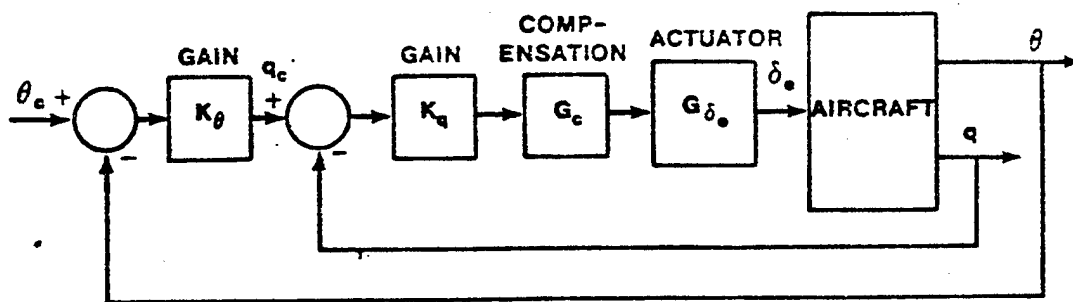 COMP-
ENSATION
ACTUATOR
GAIN
GAIN
θc +
Kθ
qc
+
-
-
Kq
Gc
Gδe
δe
AIRCRAFT
θ
q